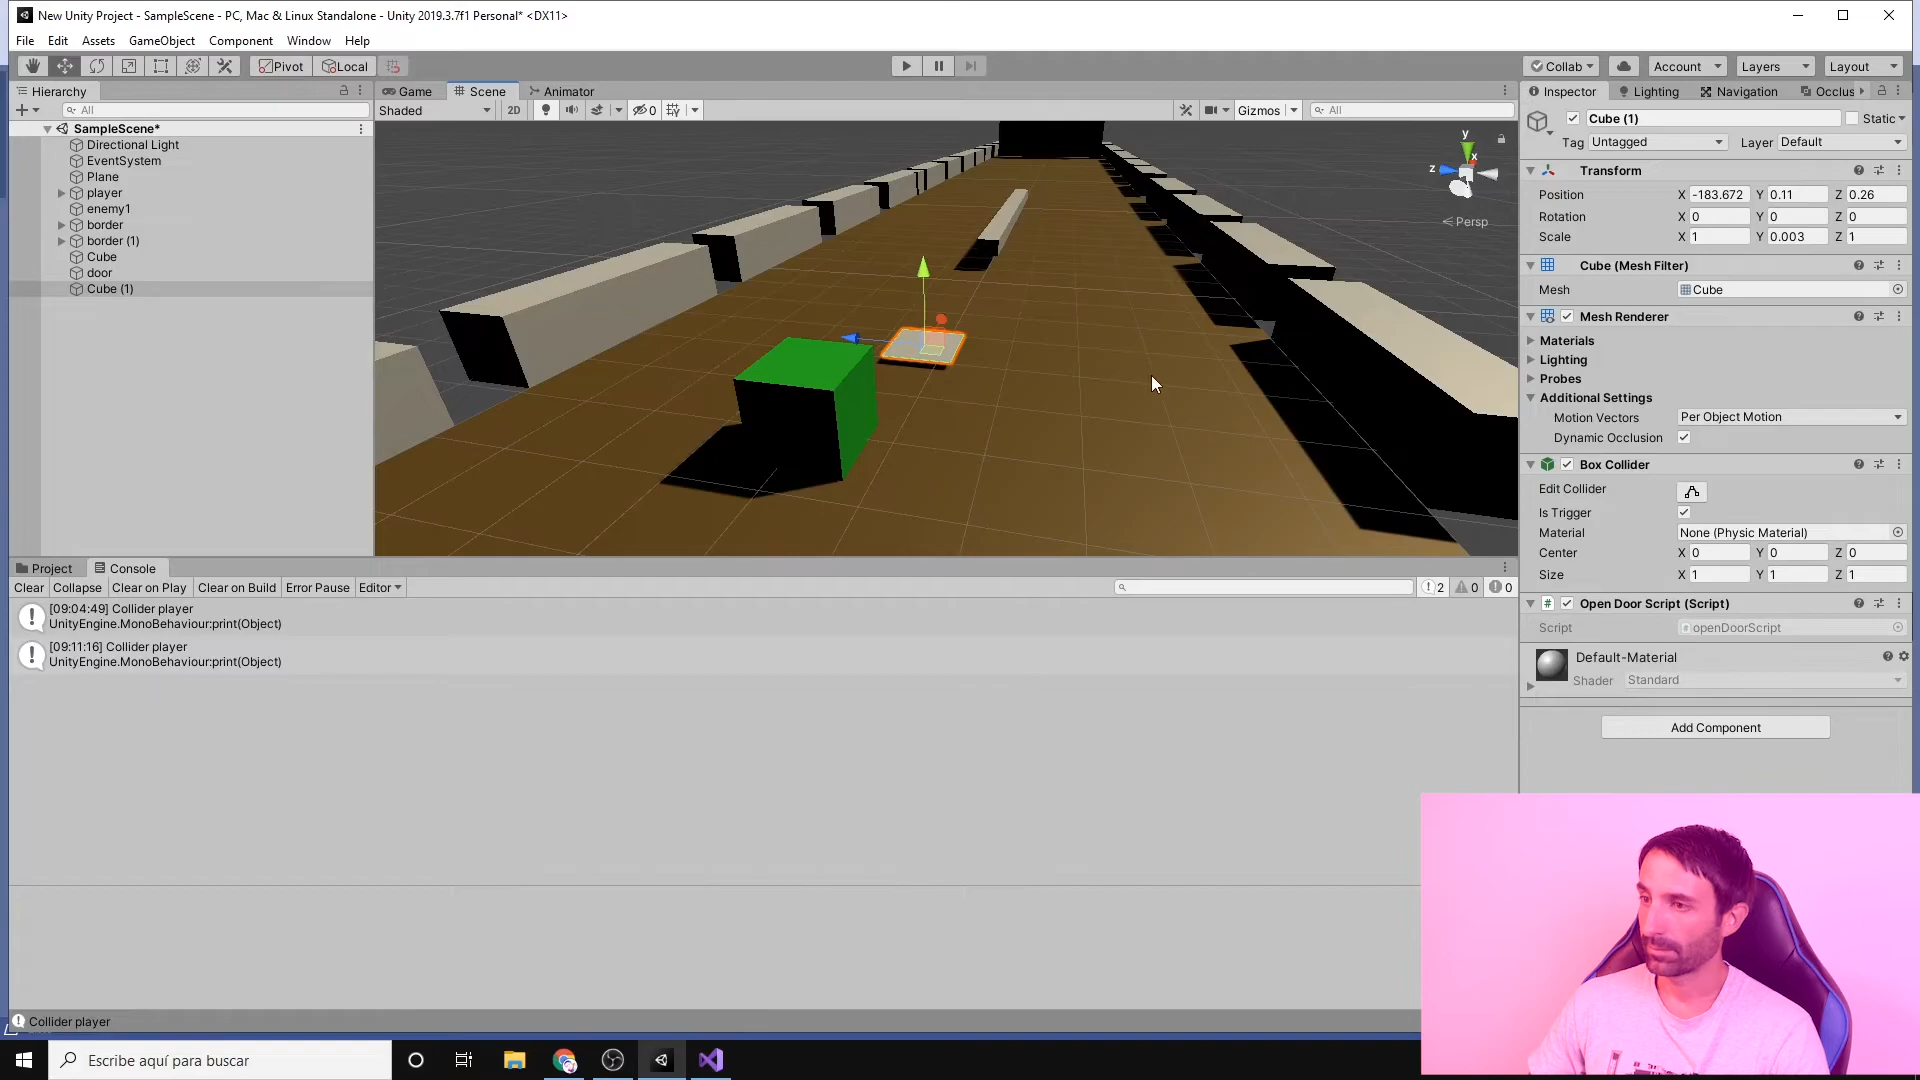 New Unity Project - SampleScene - PC, Mac & Linux Standalone - Unity 2019.3.7f1 Personal* <DX11>
File Edit Assets GameObject Component Window Help
Pivot Local Collab Account Layers Layout
Hierarchy
All
SampleScene*
Directional Light
EventSystem
Plane
player
enemy1
border
border (1)
Cube
door
Cube (1)
Game Scene Animator
Shaded 2D 0 Gizmos All
y
x
z
Persp
Inspector Lighting Navigation Occlus
Cube (1) Static
Tag Untagged Layer Default
Transform
Position X -183.672 Y 0.11 Z 0.26
Rotation X 0 Y 0 Z 0
Scale X 1 Y 0.003 Z 1
Cube (Mesh Filter)
Mesh Cube
Mesh Renderer
Materials
Lighting
Probes
Additional Settings
Motion Vectors Per Object Motion
Dynamic Occlusion
Box Collider
Edit Collider
Is Trigger
Material None (Physic Material)
Center X 0 Y 0 Z 0
Size X 1 Y 1 Z 1
Open Door Script (Script)
Script openDoorScript
Default-Material
Shader Standard
Add Component
Project Console
Clear Collapse Clear on Play Clear on Build Error Pause Editor 2 0 0
[09:04:49] Collider player
UnityEngine.MonoBehaviour:print(Object)
[09:11:16] Collider player
UnityEngine.MonoBehaviour:print(Object)
Collider player
Escribe aquí para buscar